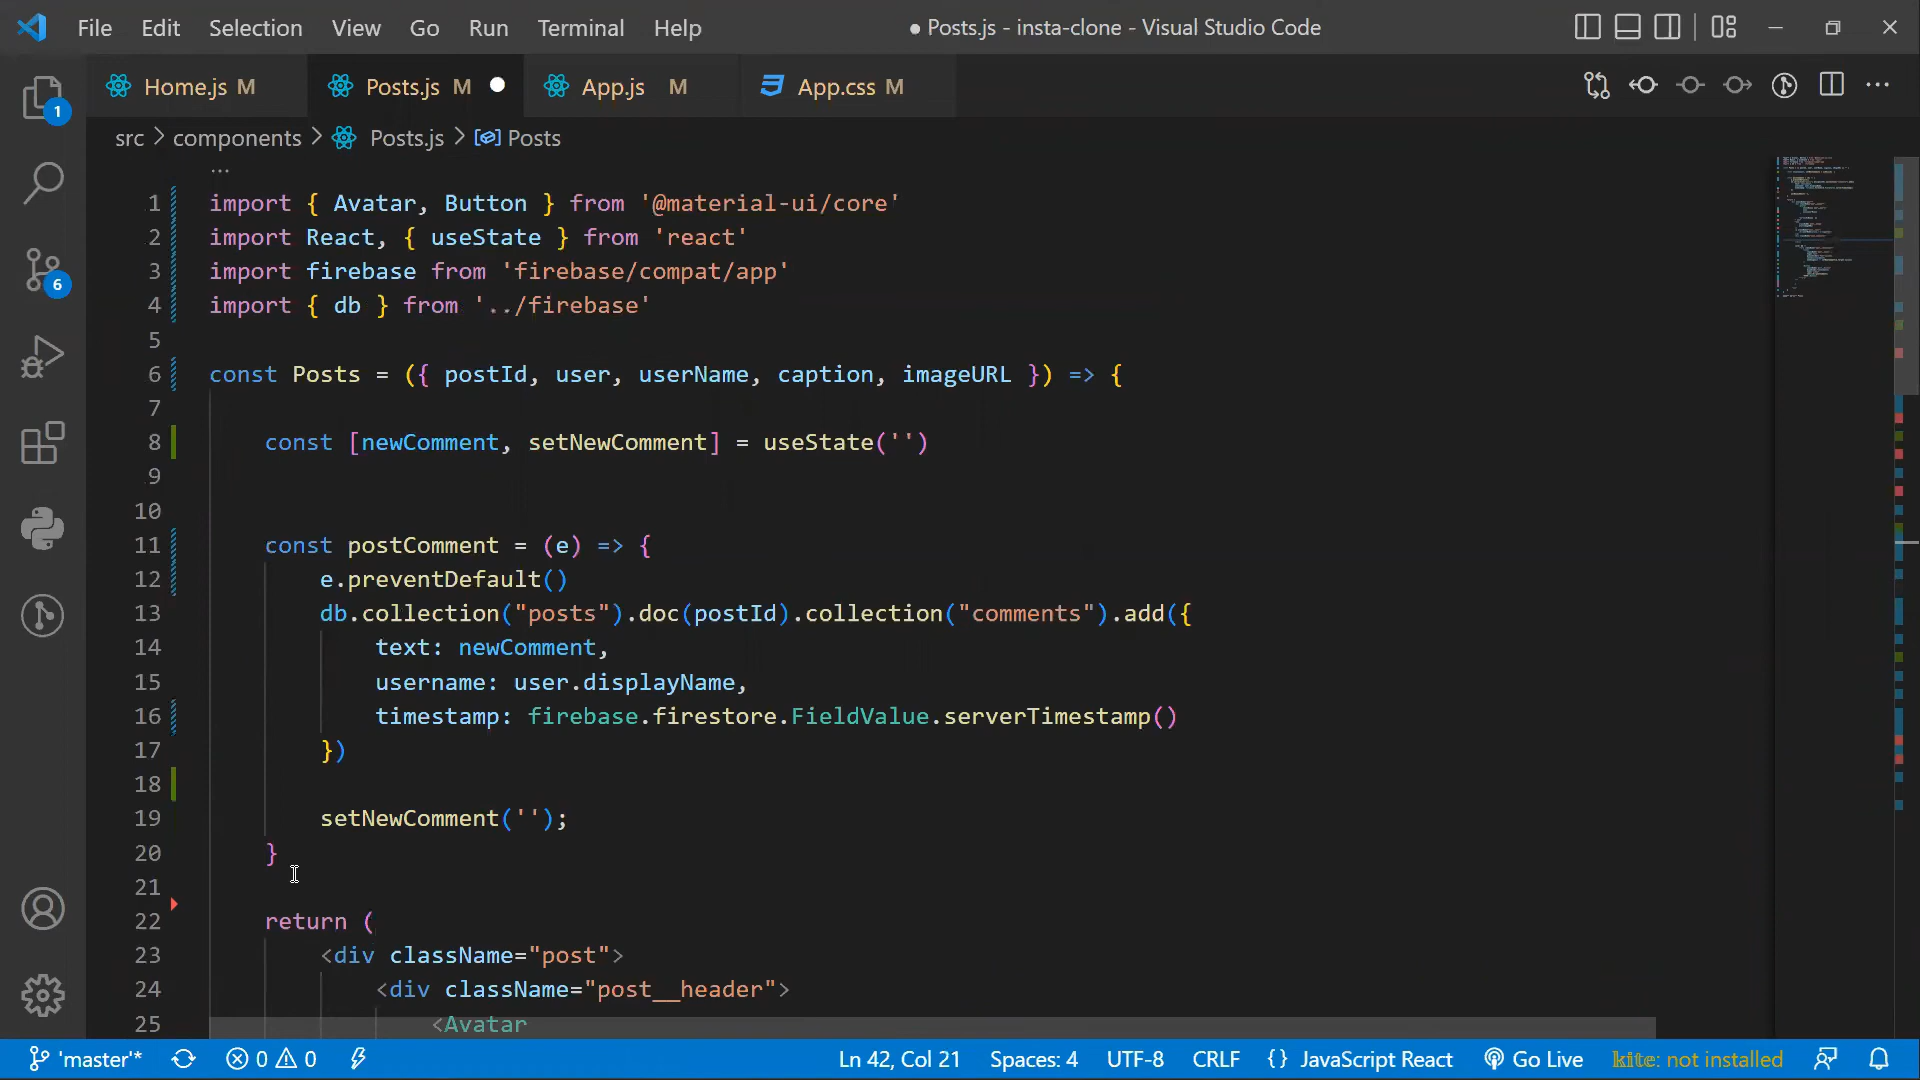 File Edit Selection View Go Run Terminal Help ● Posts.js - insta-clone - Visual Studio Code
Home.js M Posts.js M App.js M App.css M
src > components > Posts.js > Posts
...
1 import { Avatar, Button } from '@material-ui/core'
2 import React, { useState } from 'react'
3 import firebase from 'firebase/compat/app'
4 import { db } from '../firebase'
5
6 const Posts = ({ postId, user, userName, caption, imageURL }) => {
7
8 const [newComment, setNewComment] = useState('')
9
10
11 const postComment = (e) => {
12 e.preventDefault()
13 db.collection("posts").doc(postId).collection("comments").add({
14 text: newComment,
15 username: user.displayName,
16 timestamp: firebase.firestore.FieldValue.serverTimestamp()
17 })
18
19 setNewComment('');
20 }
21
22 return (
23 <div className="post">
24 <div className="post__header">
25 <Avatar
1
6
'master'* 0 0 Ln 42, Col 21 Spaces: 4 UTF-8 CRLF {} JavaScript React Go Live kite: not installed